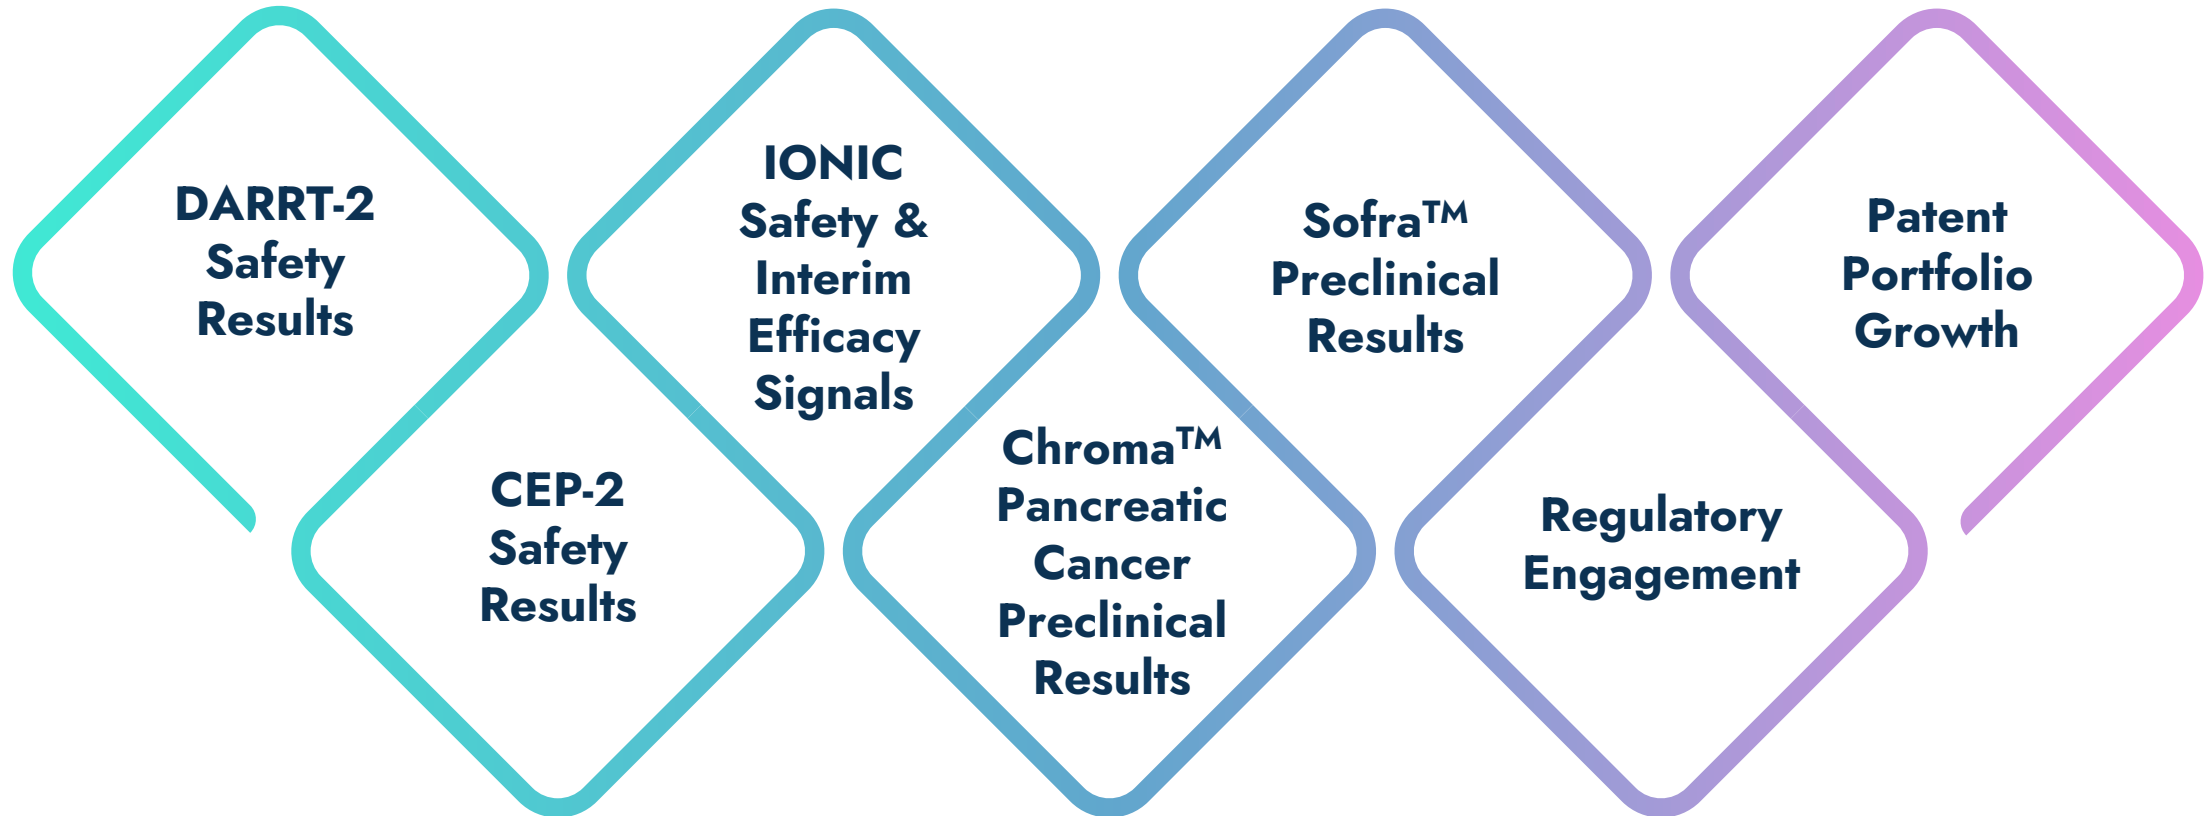 DARRT-2
Safety
Results
CEP-2
Safety
Results
IONIC
Safety &
Interim
Efficacy
Signals
Chroma™
Pancreatic
Cancer
Preclinical
Results
Sofra™
Preclinical
Results
Regulatory
Engagement
Patent
Portfolio
Growth